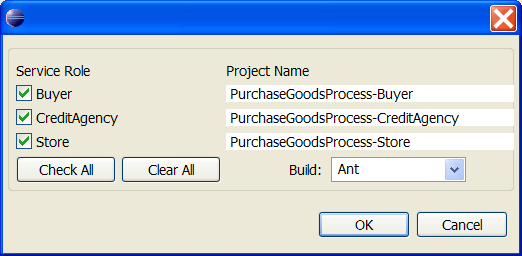 Service Role Project Name
Buyer PurchaseGoodsProcess-Buyer
CreditAgency PurchaseGoodsProcess-CreditAgency
Store PurchaseGoodsProcess-Store
Check All Clear All Build: Ant
OK Cancel